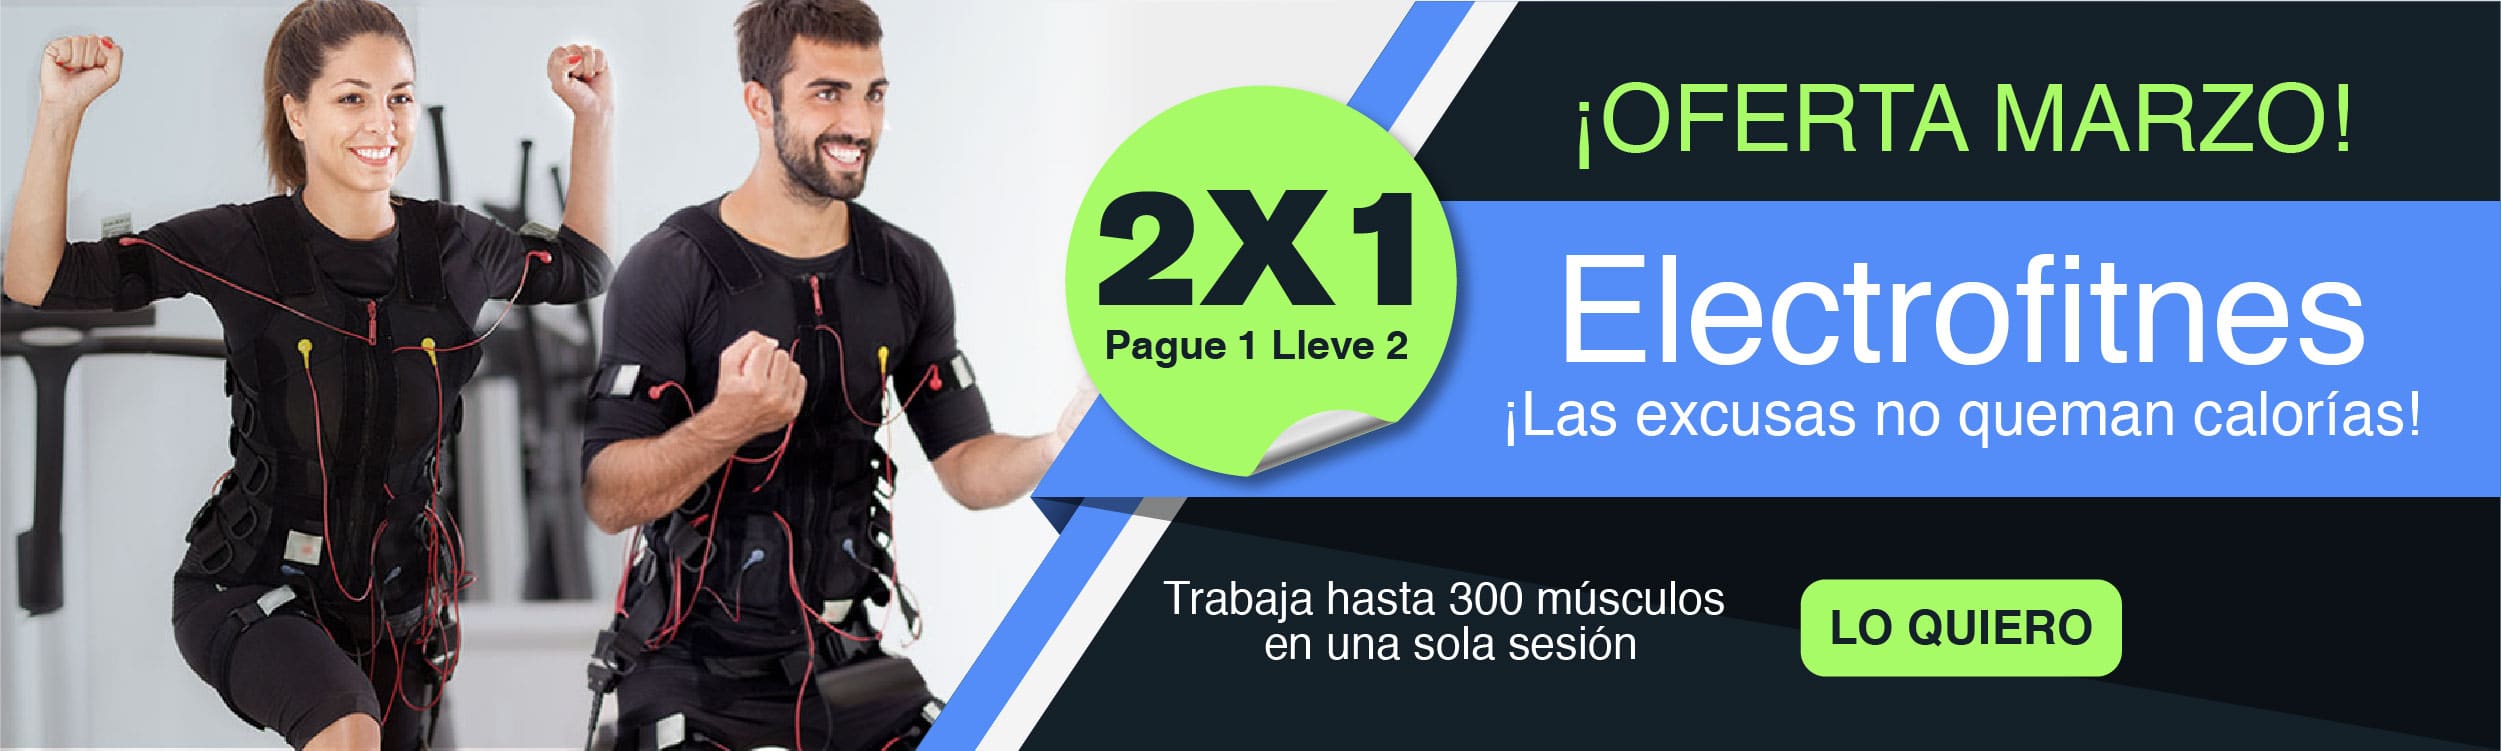 ¡OFERTA MARZO!
2X1
Pague 1 Lleve 2
Electrofitnes
¡Las excusas no queman calorías!
Trabaja hasta 300 músculos
en una sola sesión
LO QUIERO